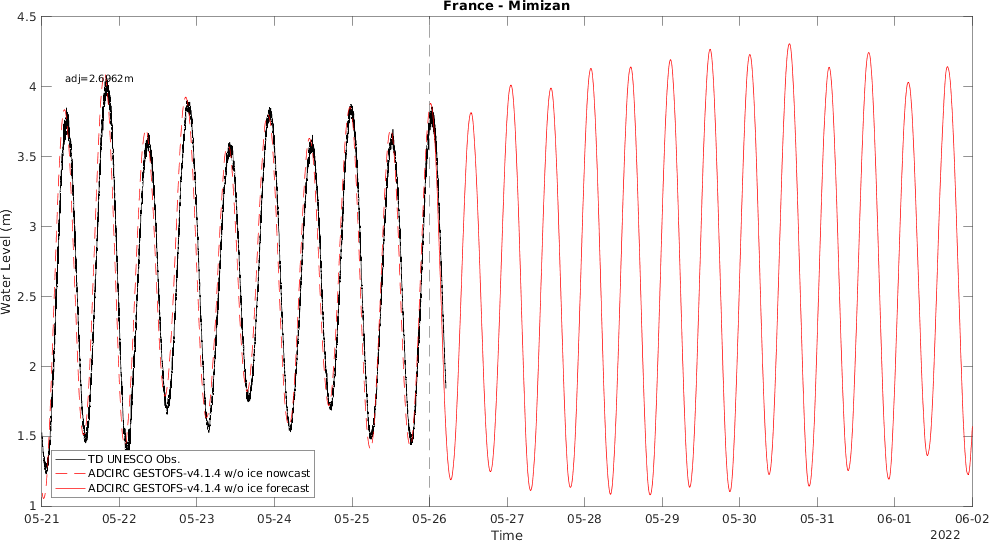 France - Mimizan
4.5
4
3.5
3
2.5
2
1.5
1
Water Level (m)
adj=2.6962m
TD UNESCO Obs.
ADCIRC GESTOFS-v4.1.4 w/o ice nowcast
ADCIRC GESTOFS-v4.1.4 w/o ice forecast
05-21 05-22 05-23 05-24 05-25 05-26 05-27 05-28 05-29 05-30 05-31 06-01 06-02
Time
2022